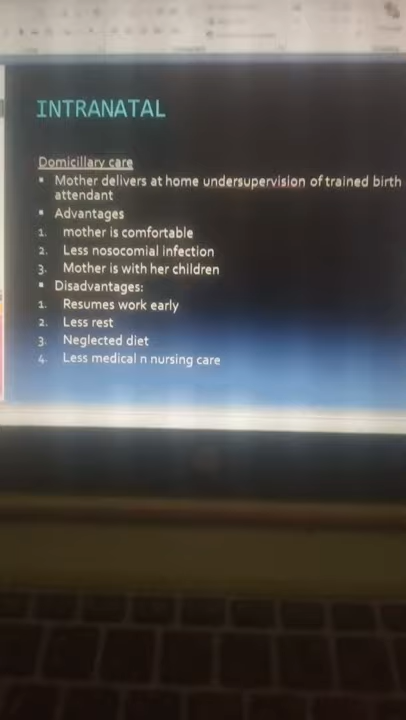 INTRANATAL
Domicillary care
▪ Mother delivers at home undersupervision of trained birth
attendant
▪ Advantages
1. mother is comfortable
2. Less nosocomial infection
3. Mother is with her children
▪ Disadvantages:
1. Resumes work early
2. Less rest
3. Neglected diet
4. Less medical n nursing care